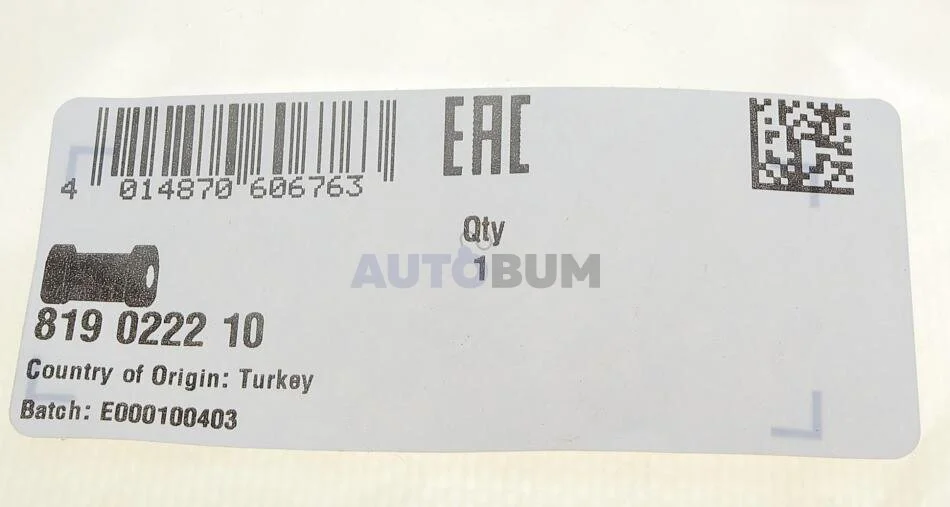 EAC
4 014870 606763
Qty
1
AUTOBUM
819 0222 10
Country of Origin: Turkey
Batch: E000100403